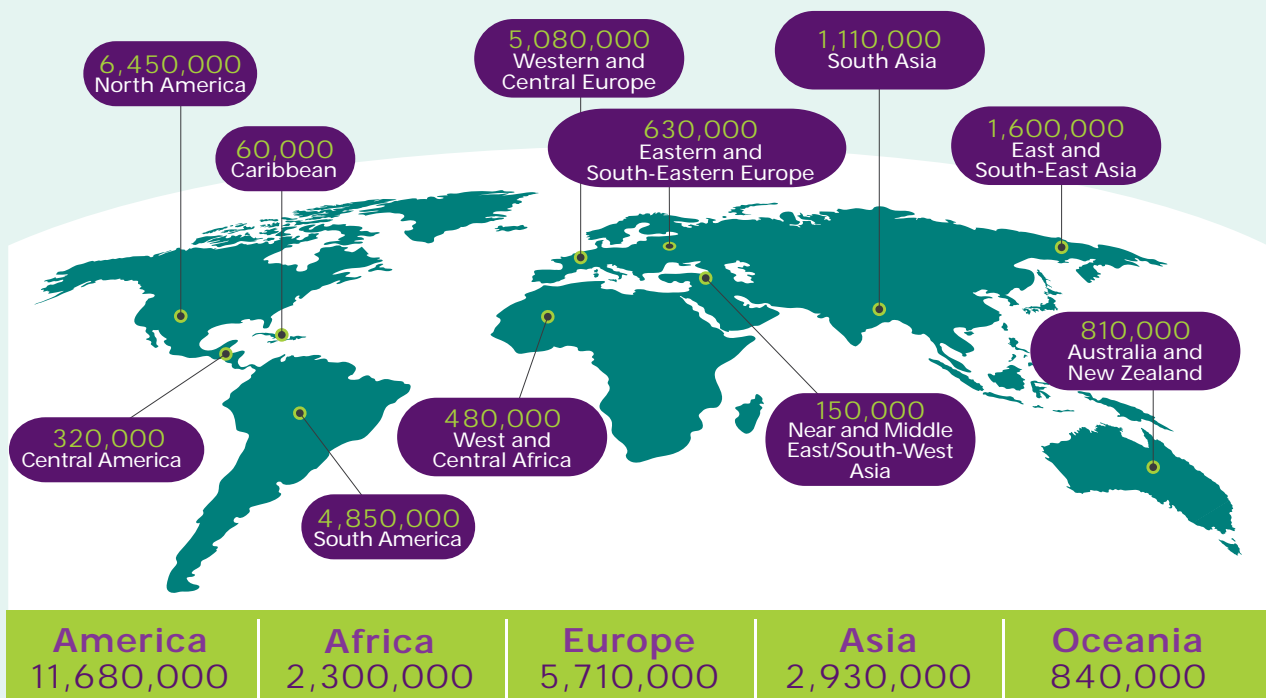 6,450,000
North America
60,000
Caribbean
5,080,000
Western and
Central Europe
630,000
Eastern and
South-Eastern Europe
1,110,000
South Asia
1,600,000
East and
South-East Asia
810,000
Australia and
New Zealand
320,000
Central America
4,850,000
South America
480,000
West and
Central Africa
150,000
Near and Middle
East/South-West
Asia
America
11,680,000
Africa
2,300,000
Europe
5,710,000
Asia
2,930,000
Oceania
840,000